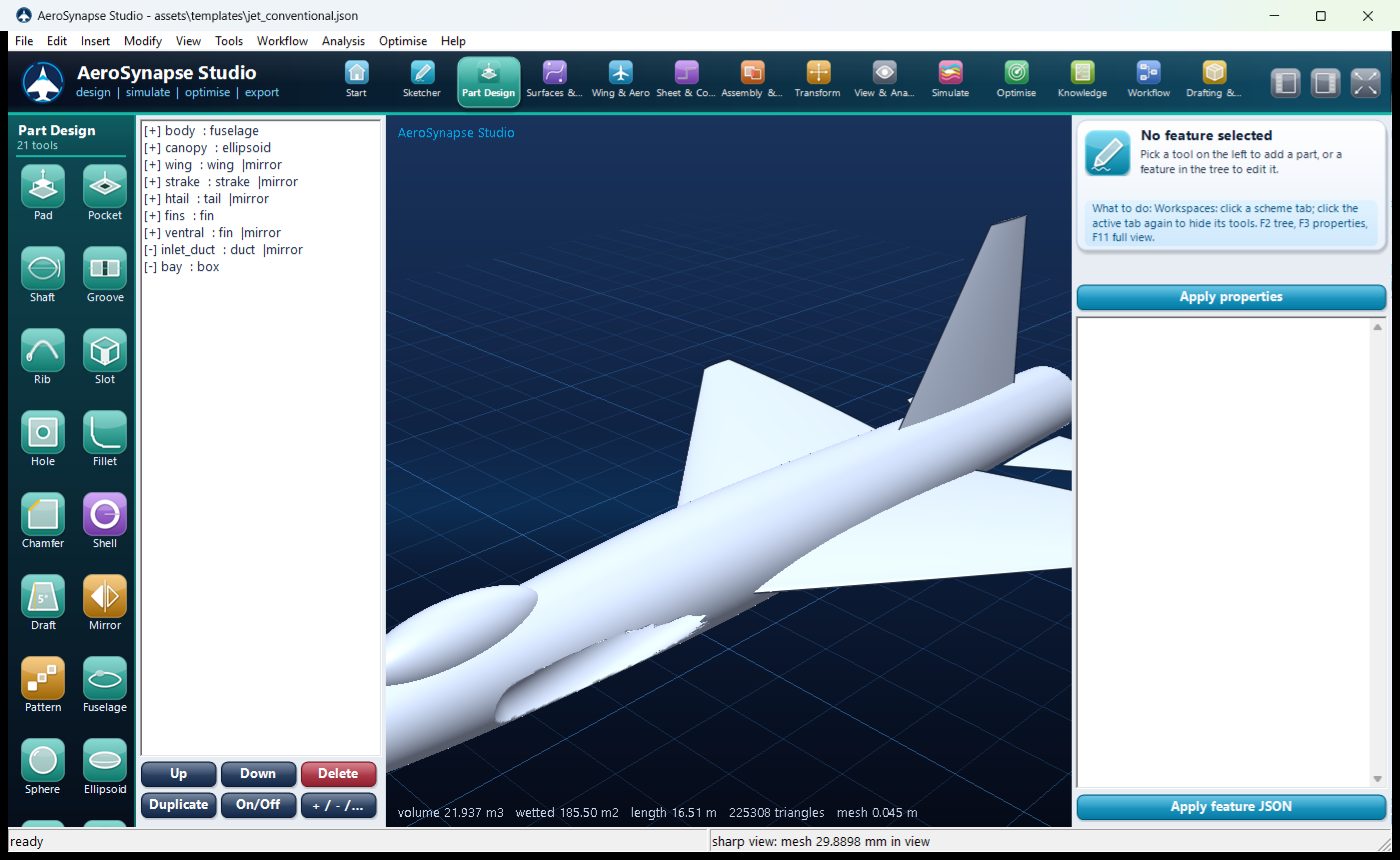 AeroSynapse Studio - assets\templates\jet_conventional.json
File Edit Insert Modify View Tools Workflow Analysis Optimise Help
AeroSynapse Studio
design | simulate | optimise | export
Start Sketcher Part Design Surfaces &... Wing & Aero Sheet & Co... Assembly &... Transform View & Ana... Simulate Optimise Knowledge Workflow Drafting &...
Part Design
21 tools
Pad Pocket
Shaft Groove
Rib Slot
Hole Fillet
Chamfer Shell
5°
Draft Mirror
Pattern Fuselage
Sphere Ellipsoid
[+] body : fuselage
[+] canopy : ellipsoid
[+] wing : wing |mirror
[+] strake : strake |mirror
[+] htail : tail |mirror
[+] fins : fin
[+] ventral : fin |mirror
[-] inlet_duct : duct |mirror
[-] bay : box
Up Down Delete
Duplicate On/Off + / - /...
AeroSynapse Studio
volume 21.937 m3 wetted 185.50 m2 length 16.51 m 225308 triangles mesh 0.045 m
No feature selected
Pick a tool on the left to add a part, or a
feature in the tree to edit it.
What to do: Workspaces: click a scheme tab; click the
active tab again to hide its tools. F2 tree, F3 properties,
F11 full view.
Apply properties
Apply feature JSON
ready
sharp view: mesh 29.8898 mm in view